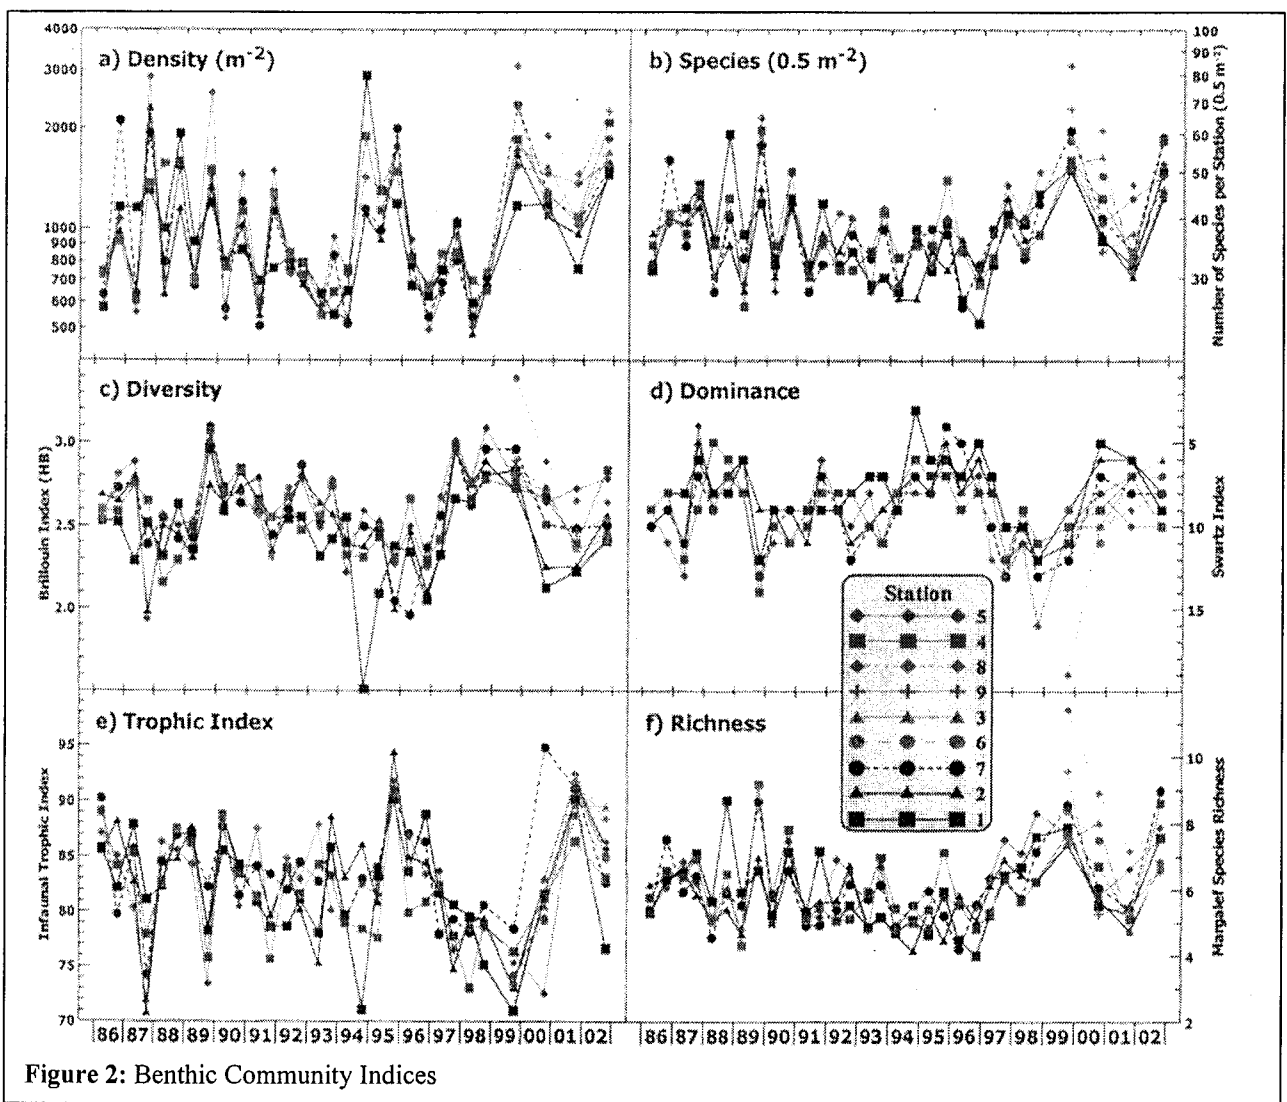 a) Density (m⁻²)
4000
3000
2000
1000
900
800
700
600
500
b) Species (0.5 m⁻²)
100
90
80
70
60
50
40
30
Number of Species per Station (0.5 m⁻²)
c) Diversity
3.0
2.5
2.0
Brillouin Index (HB)
d) Dominance
5
10
15
Swartz Index
Station
5
4
8
9
3
6
7
2
1
e) Trophic Index
95
90
85
80
75
70
Infaunal Trophic Index
f) Richness
10
8
6
4
2
Margalef Species Richness
86 87 88 89 90 91 92 93 94 95 96 97 98 99 00 01 02
86 87 88 89 90 91 92 93 94 95 96 97 98 99 00 01 02
Figure 2: Benthic Community Indices